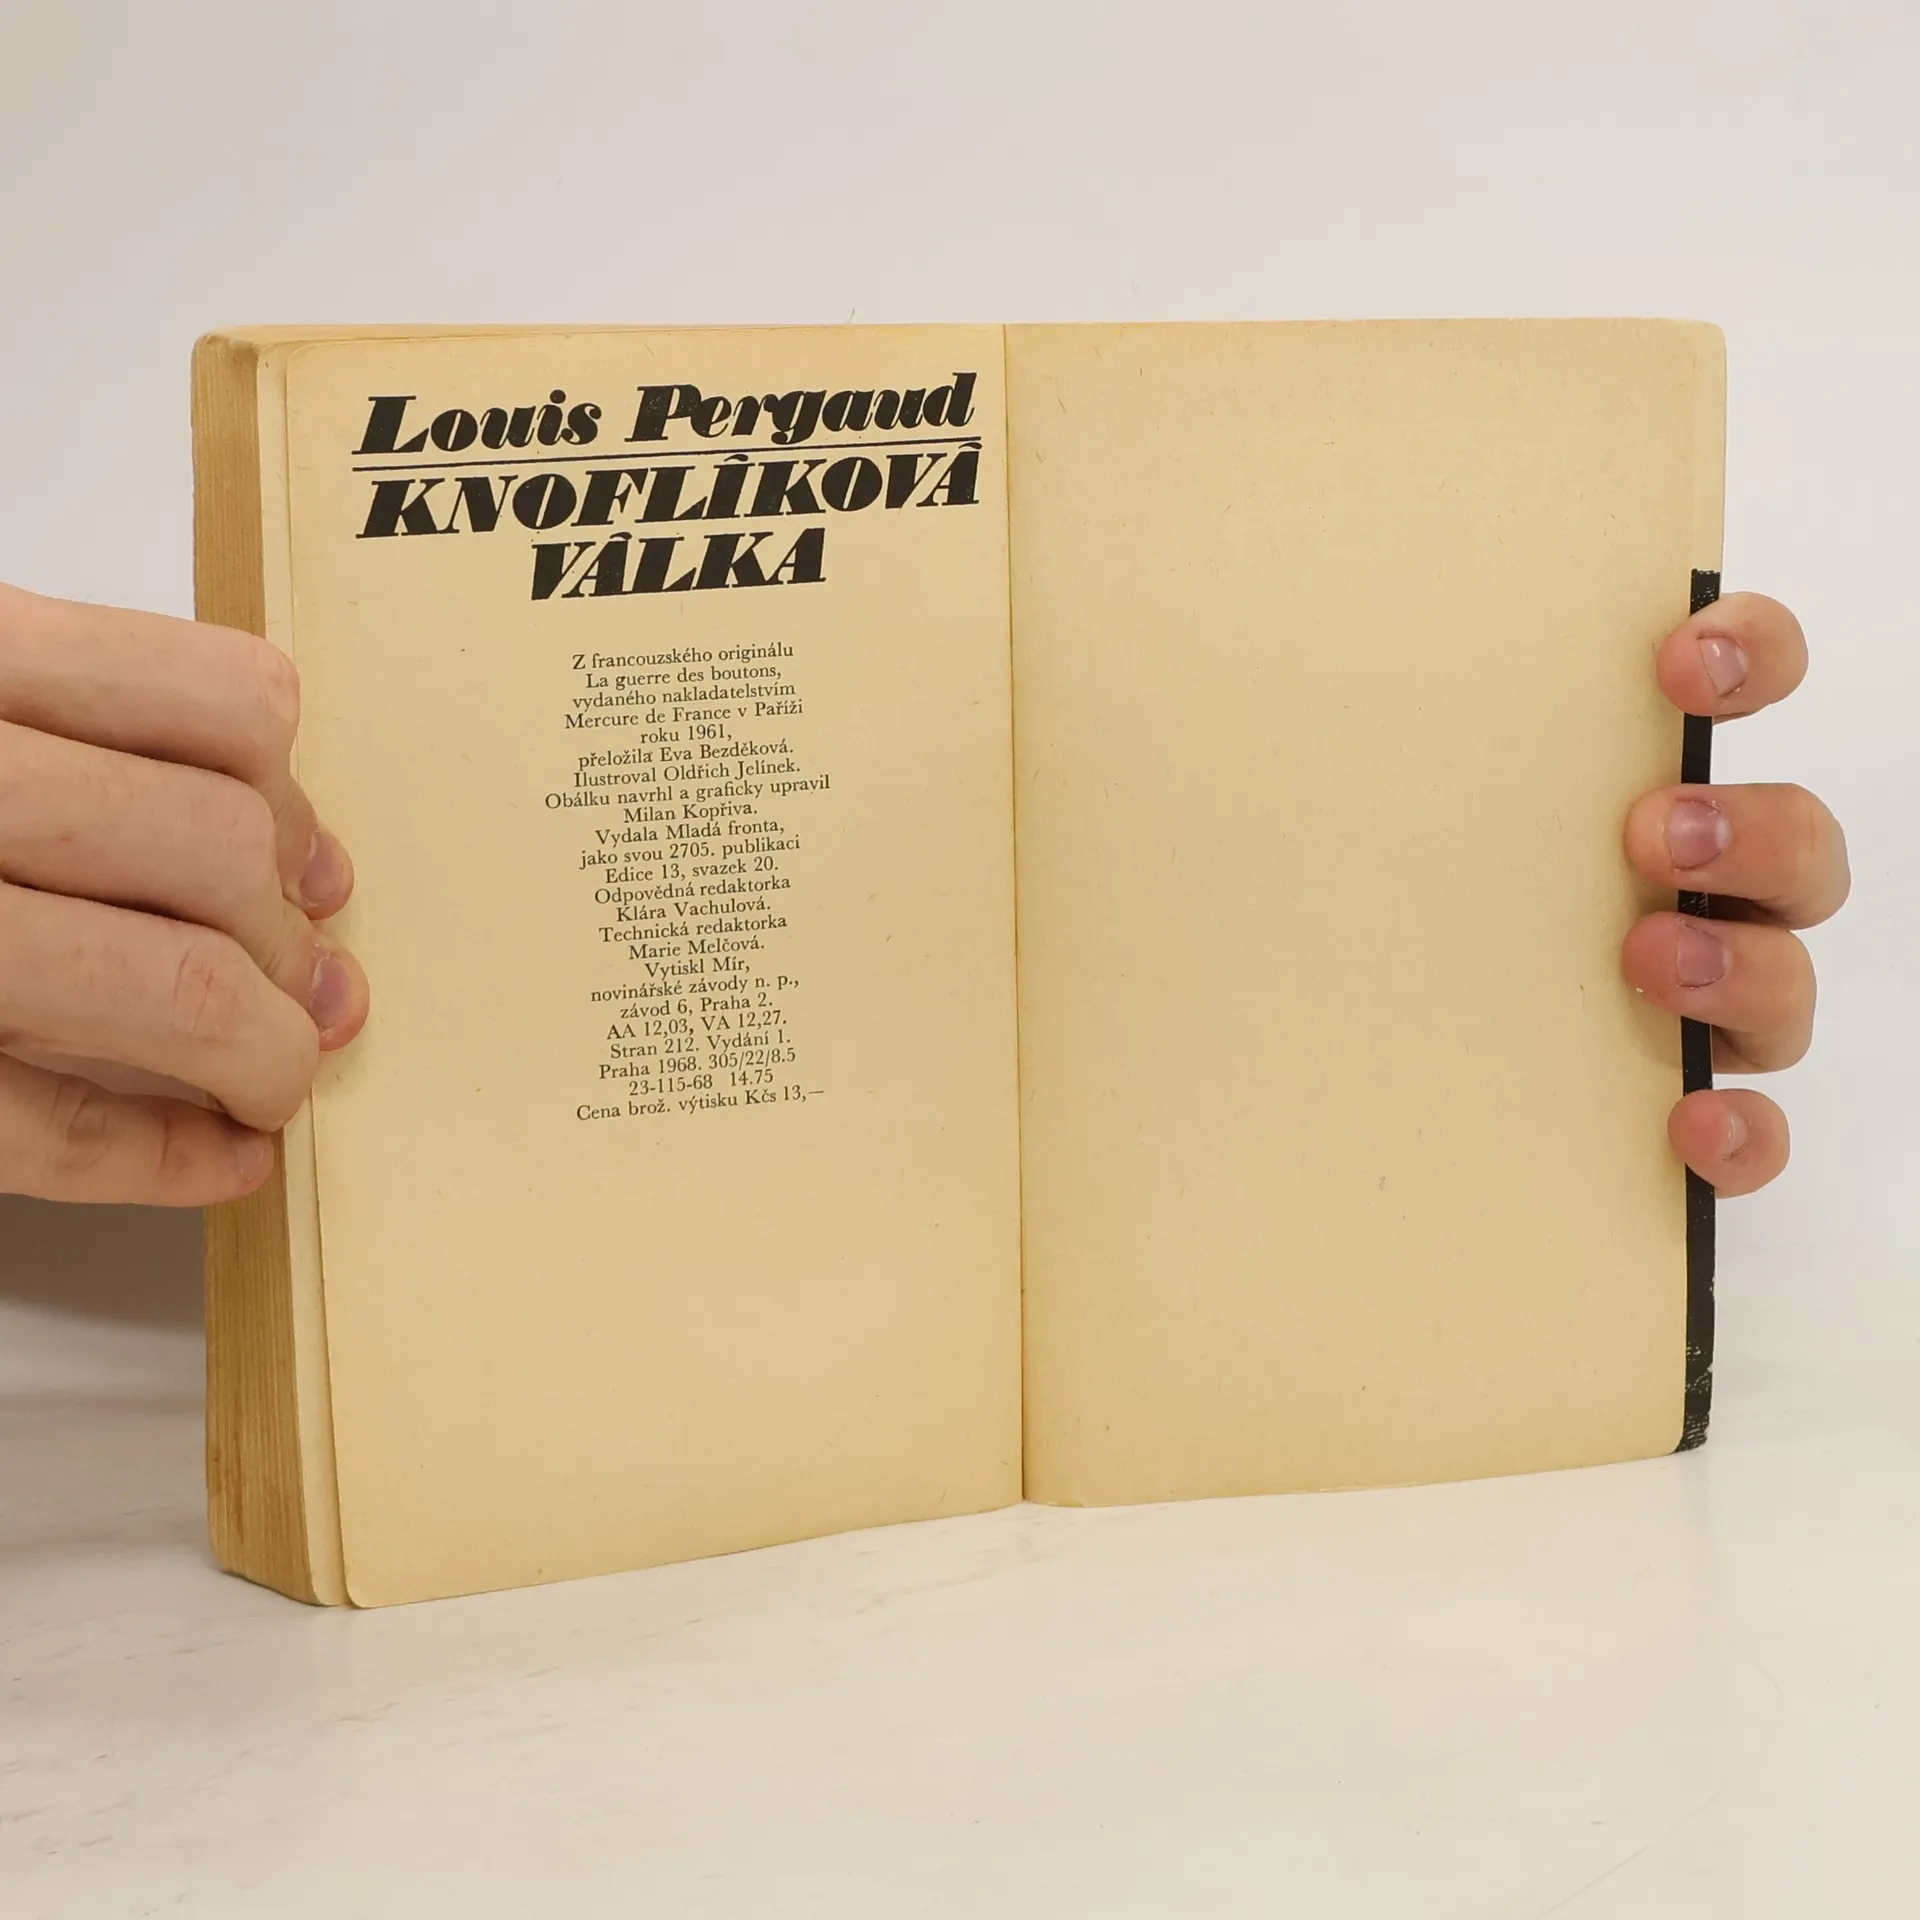 Louis Pergaud
KNOFLÍKOVÁ
VÁLKA
Z francouzského originálu
La guerre des boutons,
vydaného nakladatelstvím
Mercure de France v Paříži
roku 1961,
přeložila Eva Bezděková.
Ilustroval Oldřich Jelínek.
Obálku navrhl a graficky upravil
Milan Kopřiva.
Vydala Mladá fronta,
jako svou 2705. publikaci
Edice 13, svazek 20.
Odpovědná redaktorka
Klára Vachulová.
Technická redaktorka
Marie Melčová.
Vytiskl Mír,
novinářské závody n. p.,
závod 6, Praha 2.
AA 12,03, VA 12,27.
Stran 212. Vydání 1.
Praha 1968. 305/22/8.5
23-115-68 14.75
Cena brož. výtisku Kčs 13,—